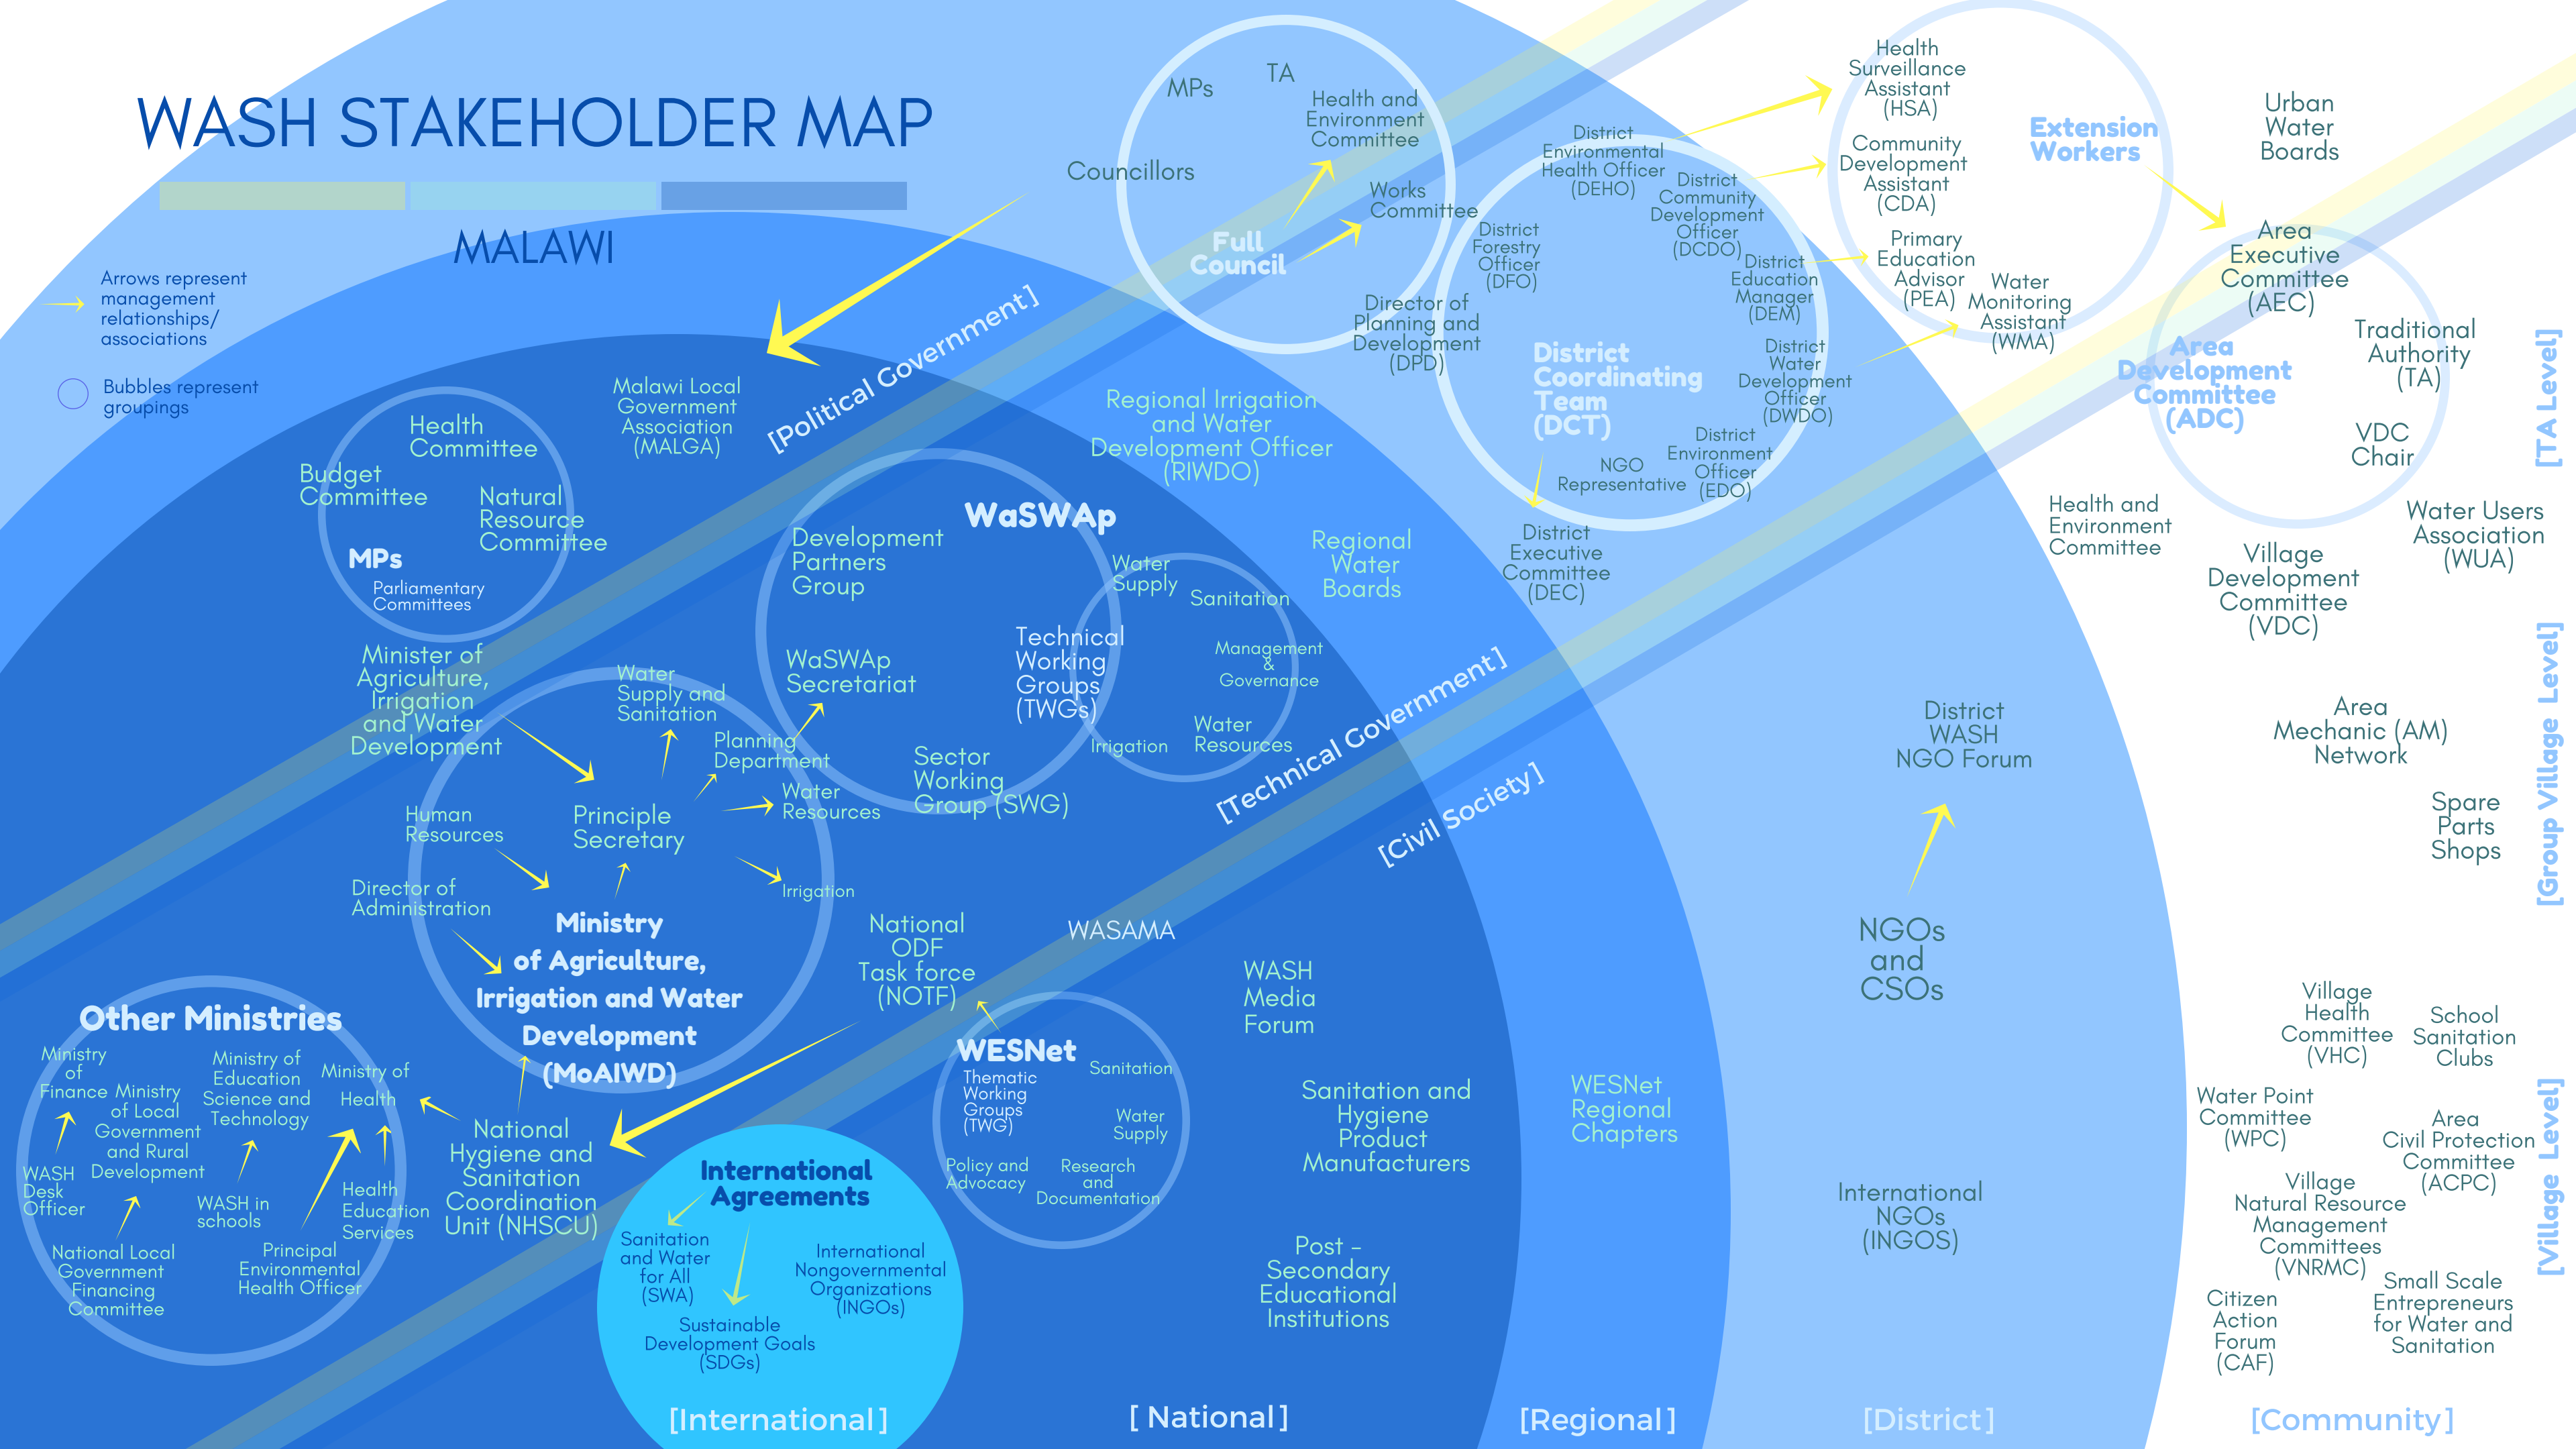 WASH STAKEHOLDER MAP
MALAWI
Arrows represent
management
relationships/
associations
Bubbles represent
groupings
Health
Committee
Budget
Committee
Natural
Resource
Committee
MPs
Parliamentary
Committees
Malawi Local
Government
Association
(MALGA)
[Political Government]
Councillors
MPs
TA
Health and
Environment
Committee
Works
Committee
Full
Council
Director of
Planning and
Development
(DPD)
District
Environmental
Health Officer
(DEHO)
District
Community
Development
Officer
(DCDO)
District
Forestry
Officer
(DFO)
District
Education
Manager
(DEM)
District
Water
Development
Officer
(DWDO)
District
Coordinating
Team
(DCT)
District
Environment
Officer
(EDO)
NGO
Representative
District
Executive
Committee
(DEC)
Health
Surveillance
Assistant
(HSA)
Community
Development
Assistant
(CDA)
Primary
Education
Advisor
(PEA)
Water
Monitoring
Assistant
(WMA)
Extension
Workers
Urban
Water
Boards
Area
Executive
Committee
(AEC)
Traditional
Authority
(TA)
Area
Development
Committee
(ADC)
VDC
Chair
[TA Level]
Health and
Environment
Committee
Water Users
Association
(WUA)
Village
Development
Committee
(VDC)
Area
Mechanic (AM)
Network
Spare
Parts
Shops
[Group Village Level]
Regional Irrigation
and Water
Development Officer
(RIWDO)
Regional
Water
Boards
WaSWAp
Development
Partners
Group
WaSWAp
Secretariat
Technical
Working
Groups
(TWGs)
Sector
Working
Group (SWG)
Water
Supply
Sanitation
Management
&
Governance
Water
Resources
Irrigation
[Technical Government]
[Civil Society]
Minister of
Agriculture,
Irrigation
and Water
Development
Water
Supply and
Sanitation
Planning
Department
Water
Resources
Irrigation
Principle
Secretary
Human
Resources
Director of
Administration
Ministry
of Agriculture,
Irrigation and Water
Development
(MoAIWD)
National
ODF
Task force
(NOTF)
Other Ministries
Ministry
of
Finance
Ministry
of Local
Government
and Rural
Development
Ministry of
Education
Science and
Technology
Ministry of
Health
WASH
Desk
Officer
WASH in
schools
Health
Education
Services
National Local
Government
Financing
Committee
Principal
Environmental
Health Officer
National
Hygiene and
Sanitation
Coordination
Unit (NHSCU)
International
Agreements
Sanitation
and Water
for All
(SWA)
International
Nongovernmental
Organizations
(INGOs)
Sustainable
Development Goals
(SDGs)
WASAMA
WESNet
Thematic
Working
Groups
(TWG)
Sanitation
Water
Supply
Policy and
Advocacy
Research
and
Documentation
WASH
Media
Forum
Sanitation and
Hygiene
Product
Manufacturers
Post -
Secondary
Educational
Institutions
WESNet
Regional
Chapters
District
WASH
NGO Forum
NGOs
and
CSOs
International
NGOs
(INGOS)
Village
Health
Committee
(VHC)
School
Sanitation
Clubs
Water Point
Committee
(WPC)
Area
Civil Protection
Committee
(ACPC)
Village
Natural Resource
Management
Committees
(VNRMC)
Citizen
Action
Forum
(CAF)
Small Scale
Entrepreneurs
for Water and
Sanitation
[Village Level]
[International]
[ National]
[Regional]
[District]
[Community]